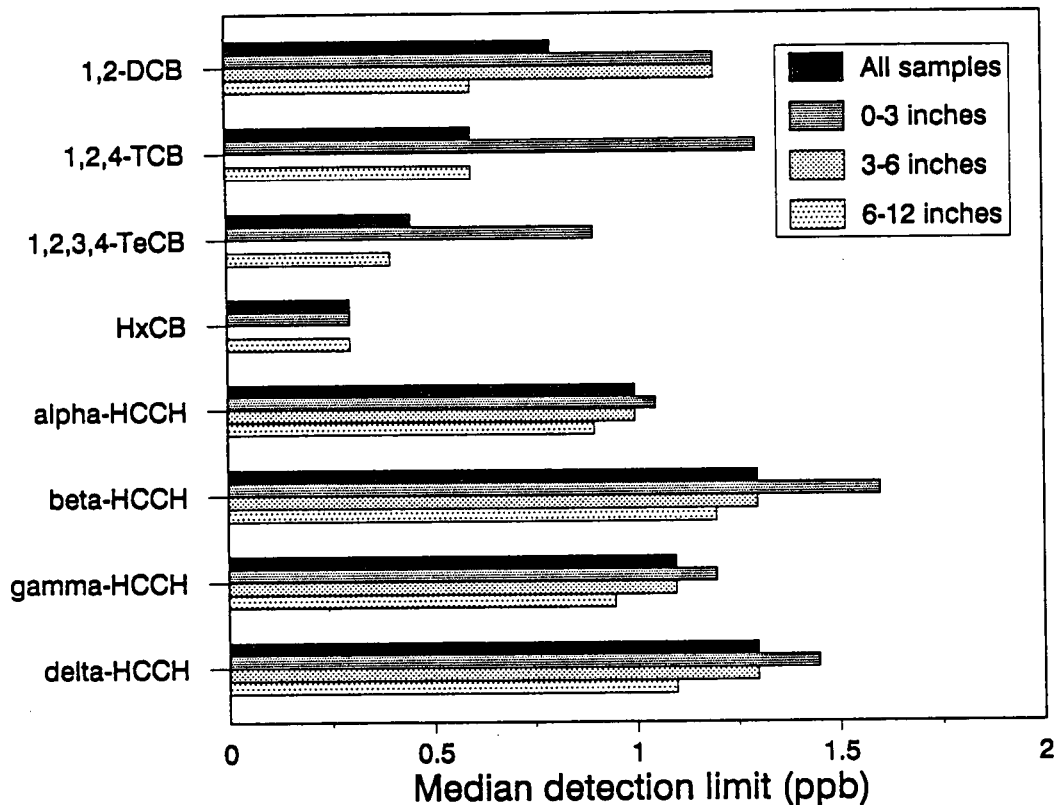 1,2-DCB
1,2,4-TCB
1,2,3,4-TeCB
HxCB
alpha-HCCH
beta-HCCH
gamma-HCCH
delta-HCCH
All samples
0-3 inches
3-6 inches
6-12 inches
0 0.5 1 1.5 2
Median detection limit (ppb)